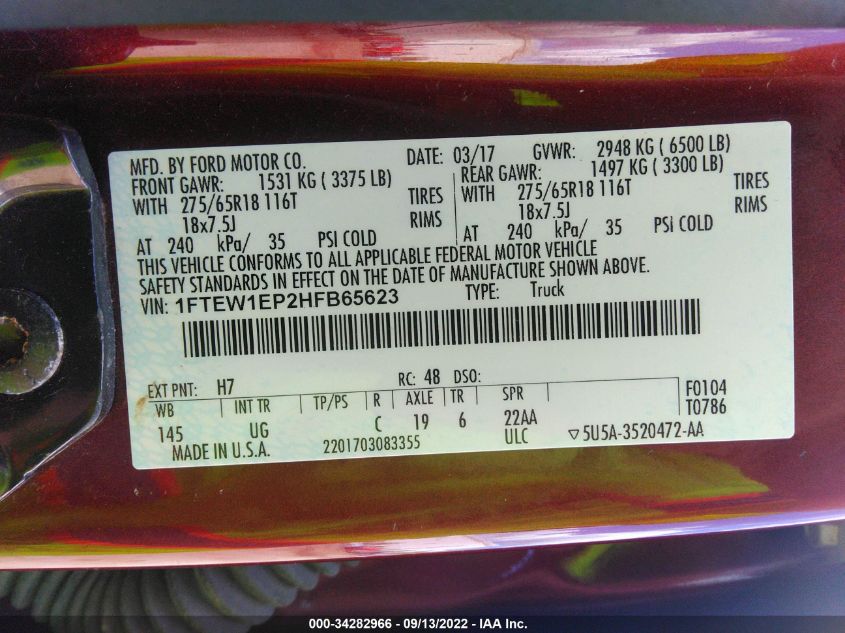 MFD. BY FORD MOTOR CO. DATE: 03/17 GVWR: 2948 KG ( 6500 LB)
FRONT GAWR: 1531 KG ( 3375 LB) REAR GAWR: 1497 KG ( 3300 LB)
WITH 275/65R18 116T TIRES WITH 275/65R18 116T TIRES
18x7.5J RIMS 18x7.5J RIMS
AT 240 kPa/ 35 PSI COLD AT 240 kPa/ 35 PSI COLD
THIS VEHICLE CONFORMS TO ALL APPLICABLE FEDERAL MOTOR VEHICLE
SAFETY STANDARDS IN EFFECT ON THE DATE OF MANUFACTURE SHOWN ABOVE.
VIN: 1FTEW1EP2HFB65623 TYPE: Truck
EXT PNT: H7 RC: 48 DSO:
WB INT TR TP/PS R AXLE TR SPR F0104
145 UG C 19 6 22AA T0786
MADE IN U.S.A. 2201703083355 ULC ▽5U5A-3520472-AA
000-34282966 - 09/13/2022 - IAA Inc.